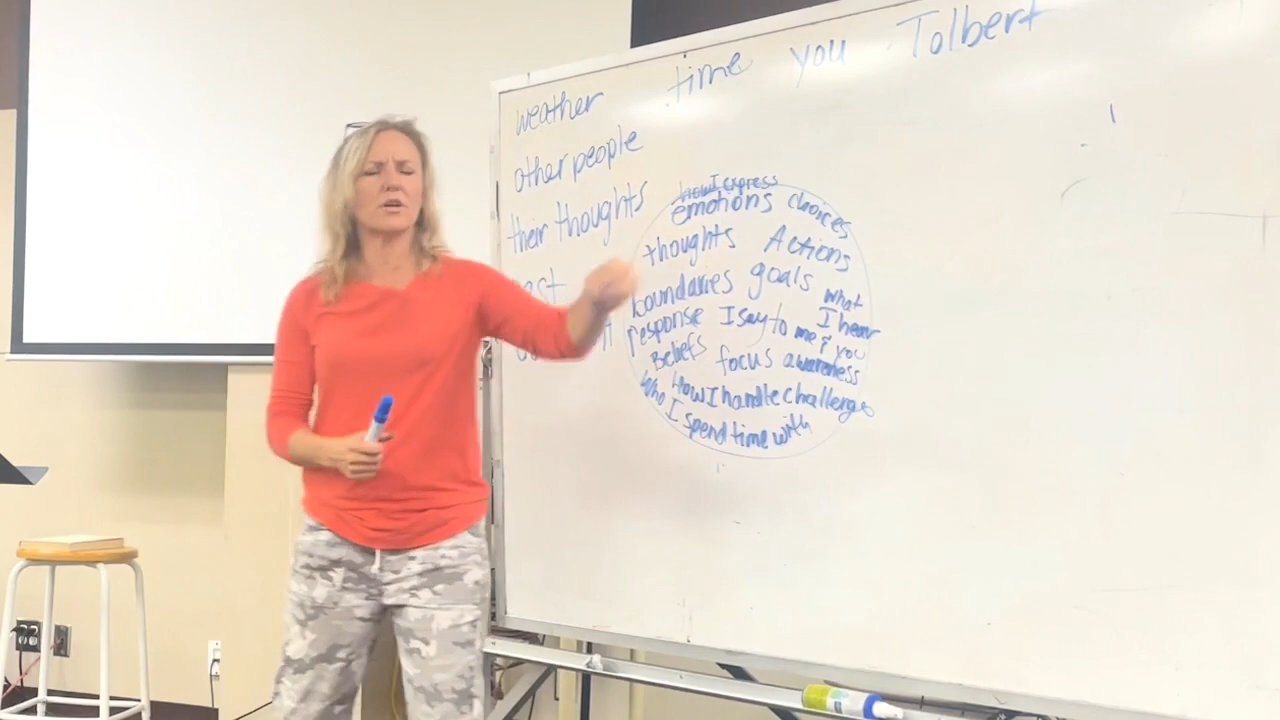 time you Tolbert
weather
other people
their thoughts
how I express
emotions choices
thoughts Actions
boundaries goals what
I hear
response I say to me & you
Beliefs focus awareness
How I handle challenges
Who I spend time with